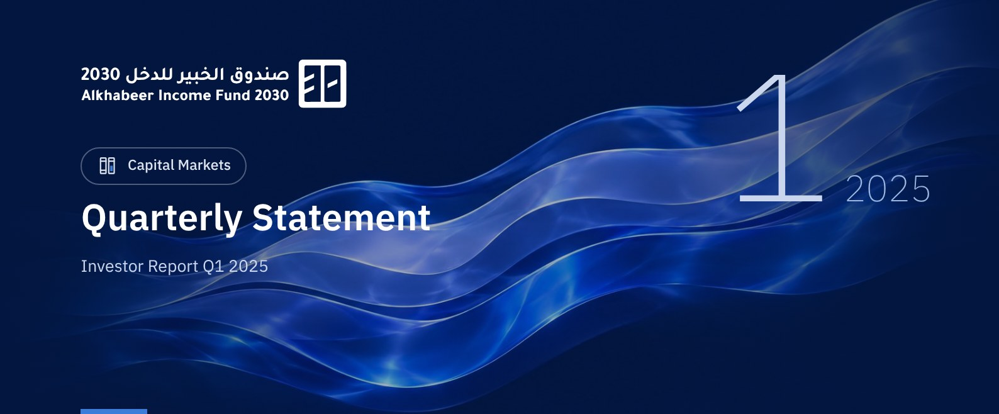 صندوق الخبير للدخل 2030
Alkhabeer Income Fund 2030
Capital Markets
Quarterly Statement
Investor Report Q1 2025
1
2025